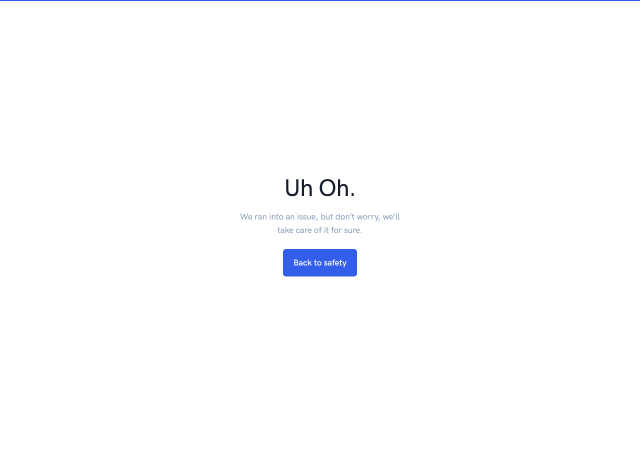 Uh Oh.
We ran into an issue, but don't worry, we'll
take care of it for sure.
Back to safety